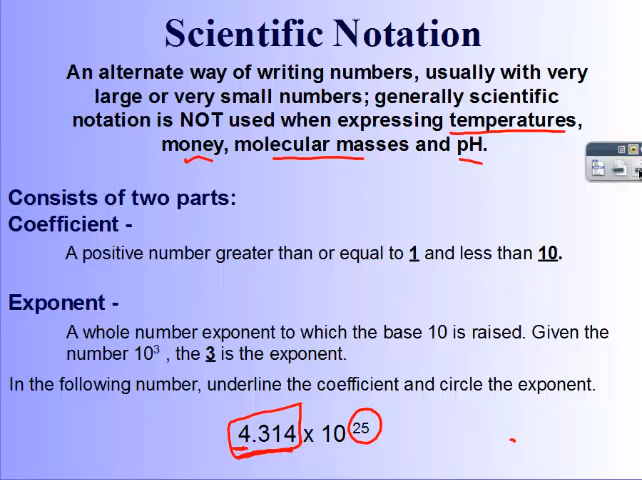 Scientific Notation
An alternate way of writing numbers, usually with very
large or very small numbers; generally scientific
notation is NOT used when expressing temperatures,
money, molecular masses and pH.
Consists of two parts:
Coefficient -
A positive number greater than or equal to 1 and less than 10.
Exponent -
A whole number exponent to which the base 10 is raised. Given the
number 10³ , the 3 is the exponent.
In the following number, underline the coefficient and circle the exponent.
4.314 x 10²⁵